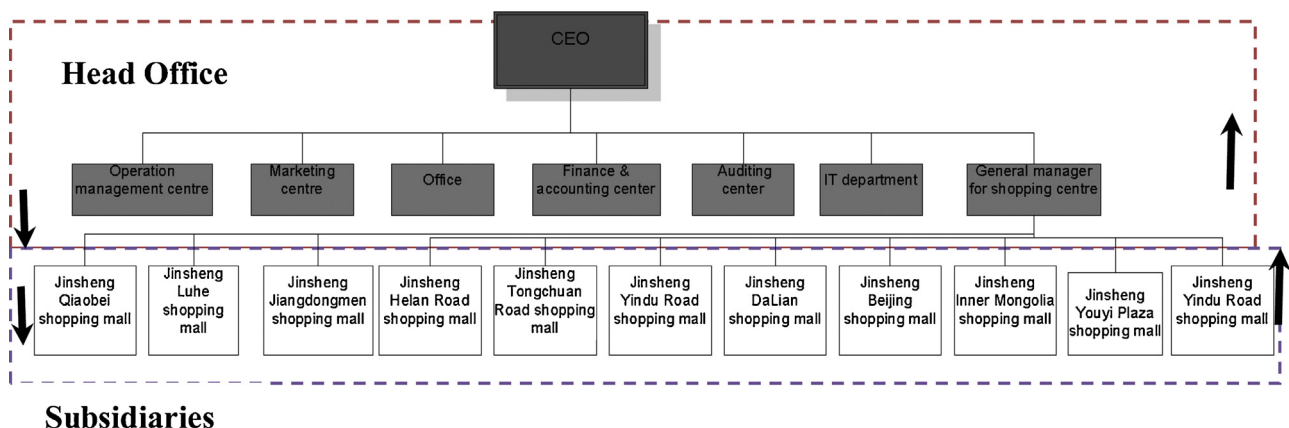 CEO
Head Office
Operation
management centre
Marketing
centre
Office
Finance &
accounting center
Auditing
center
IT department
General manager
for shopping centre
Jinsheng
Qiaobei
shopping mall
Jinsheng
Luhe
shopping
mall
Jinsheng
Jiangdongmen
shopping mall
Jinsheng
Helan Road
shopping mall
Jinsheng
Tongchuan
Road shopping
mall
Jinsheng
Yindu Road
shopping mall
Jinsheng
DaLian
shopping mall
Jinsheng
Beijing
shopping mall
Jinsheng
Inner Mongolia
shopping mall
Jinsheng
Youyi Plaza
shopping mall
Jinsheng
Yindu Road
shopping mall
Subsidiaries